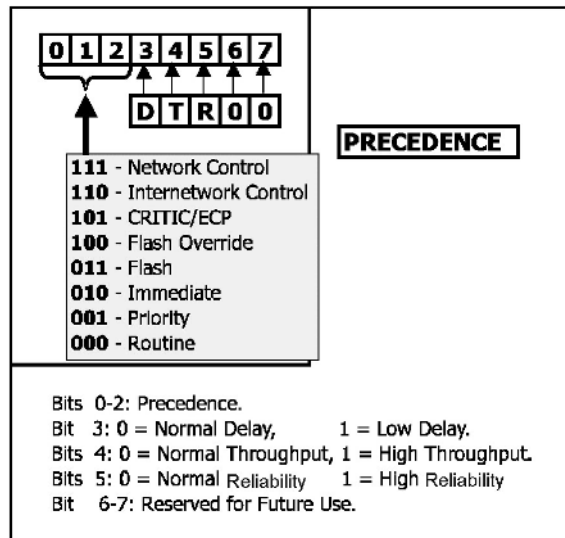 0 1 2 3 4 5 6 7
D T R 0 0
PRECEDENCE
111 - Network Control
110 - Internetwork Control
101 - CRITIC/ECP
100 - Flash Override
011 - Flash
010 - Immediate
001 - Priority
000 - Routine
Bits 0-2: Precedence.
Bit 3: 0 = Normal Delay, 1 = Low Delay.
Bits 4: 0 = Normal Throughput, 1 = High Throughput.
Bits 5: 0 = Normal Reliability 1 = High Reliability
Bit 6-7: Reserved for Future Use.